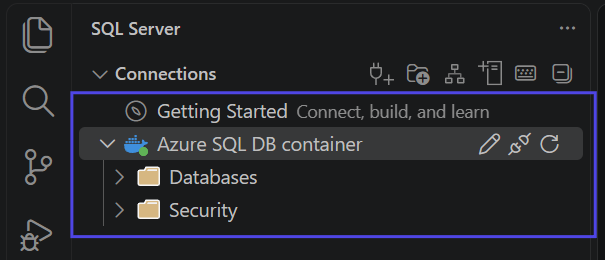 SQL Server
Connections
Getting Started Connect, build, and learn
Azure SQL DB container
Databases
Security